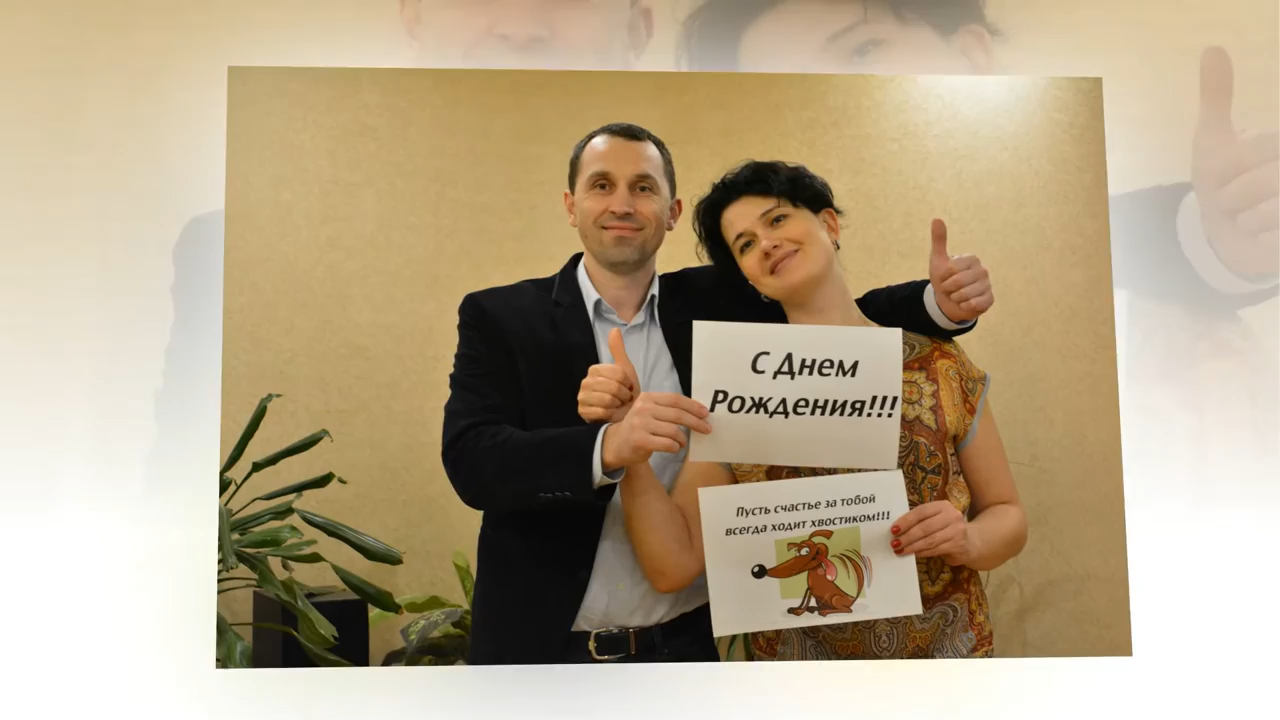 С Днем
Рождения!!!
Пусть счастье за тобой
всегда ходит хвостиком!!!